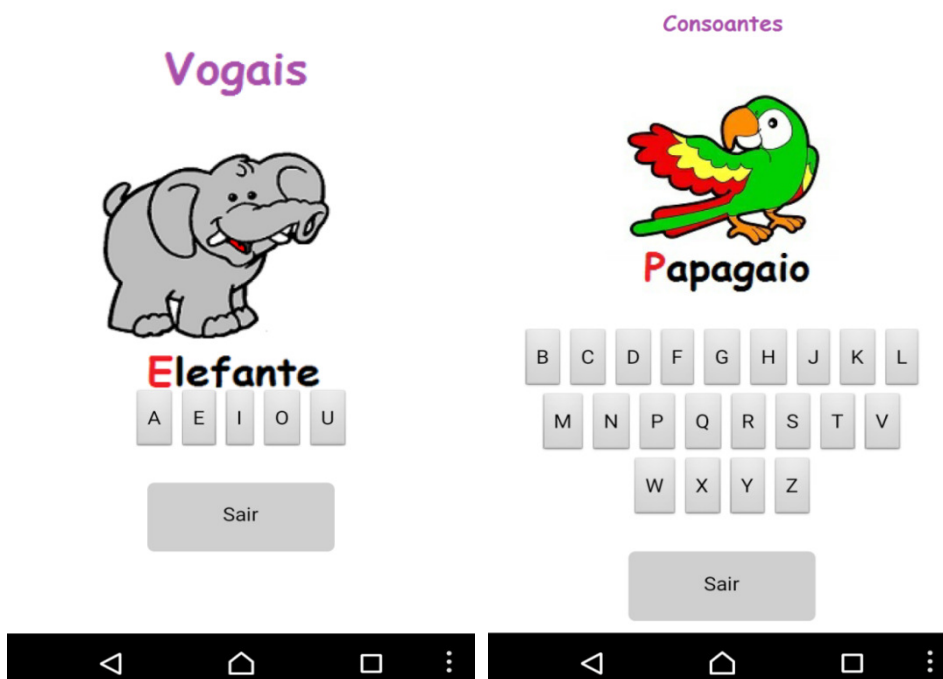 Vogais
Elefante
A E I O U
Sair
Consoantes
Papagaio
B C D F G H J K L
M N P Q R S T V
W X Y Z
Sair